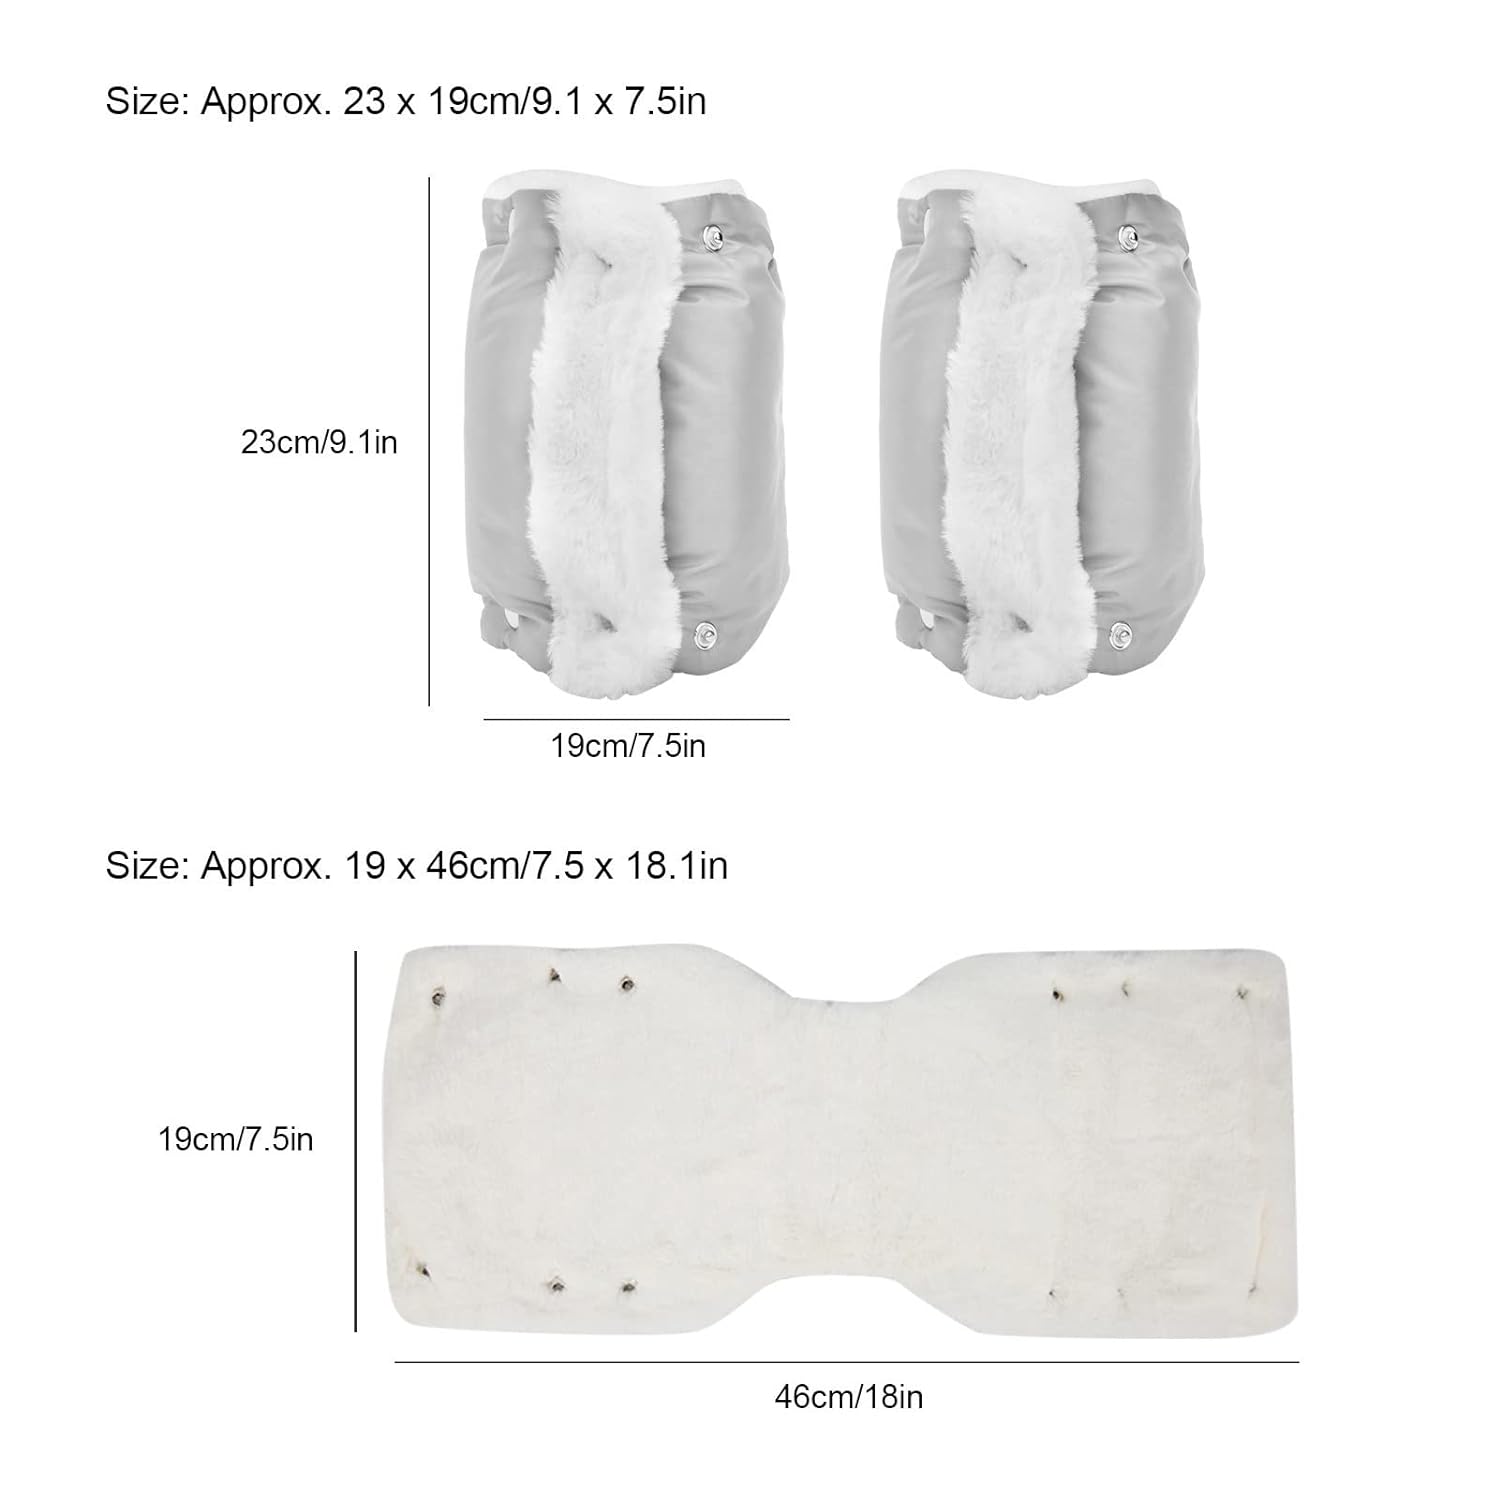 Size: Approx. 23 x 19cm/9.1 x 7.5in
23cm/9.1in
19cm/7.5in
Size: Approx. 19 x 46cm/7.5 x 18.1in
19cm/7.5in
46cm/18in